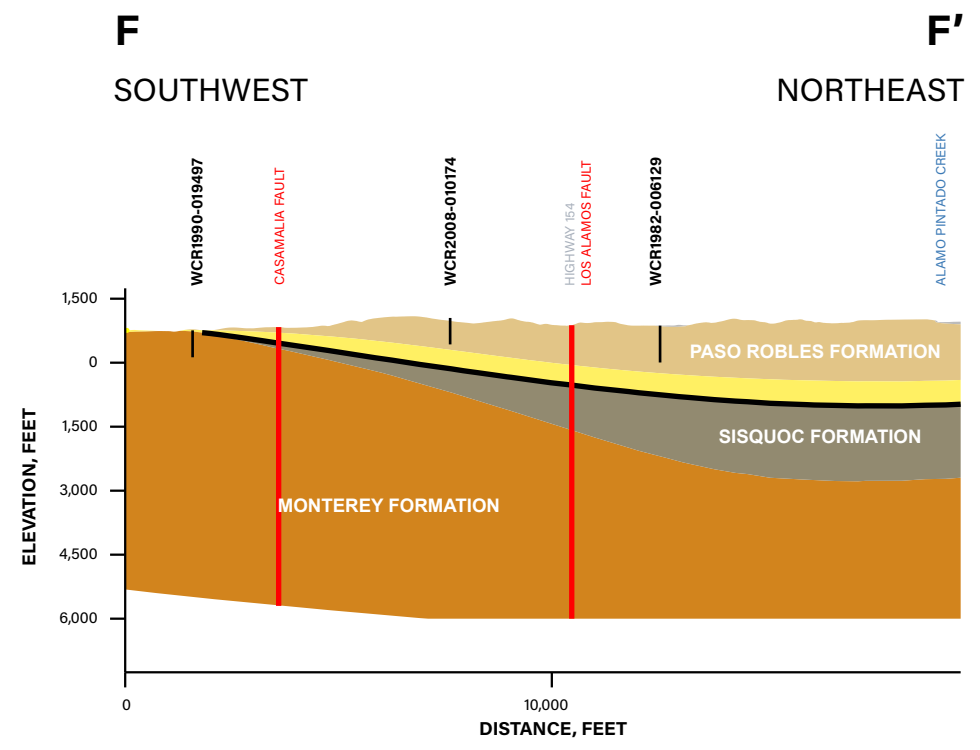 F
F′
SOUTHWEST
NORTHEAST
WCR1990-019497
CASAMALIA FAULT
WCR2008-010174
HIGHWAY 154
LOS ALAMOS FAULT
WCR1982-006129
ALAMO PINTADO CREEK
1,500
0
1,500
3,000
4,500
6,000
ELEVATION, FEET
PASO ROBLES FORMATION
SISQUOC FORMATION
MONTEREY FORMATION
0
10,000
DISTANCE, FEET